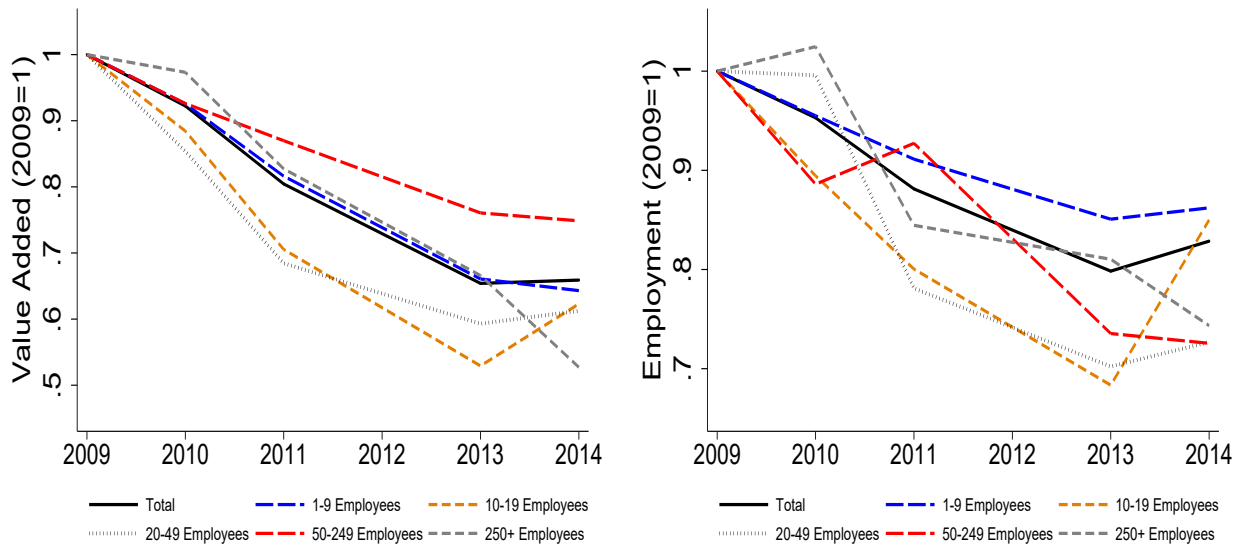 Value Added (2009=1)
1
.9
.8
.7
.6
.5
2009 2010 2011 2012 2013 2014
Total 1-9 Employees 10-19 Employees
20-49 Employees 50-249 Employees 250+ Employees
Employment (2009=1)
1
.9
.8
.7
2009 2010 2011 2012 2013 2014
Total 1-9 Employees 10-19 Employees
20-49 Employees 50-249 Employees 250+ Employees